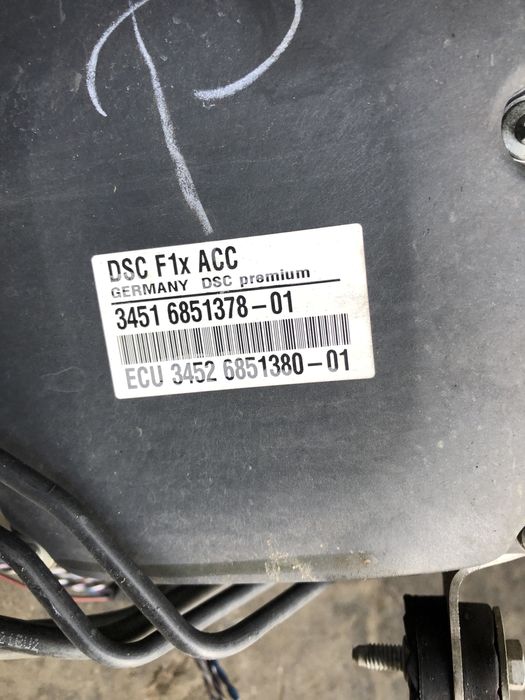 DSC F1x ACC
GERMANY DSC premium
3451 6851378-01
ECU 3452 6851380-01